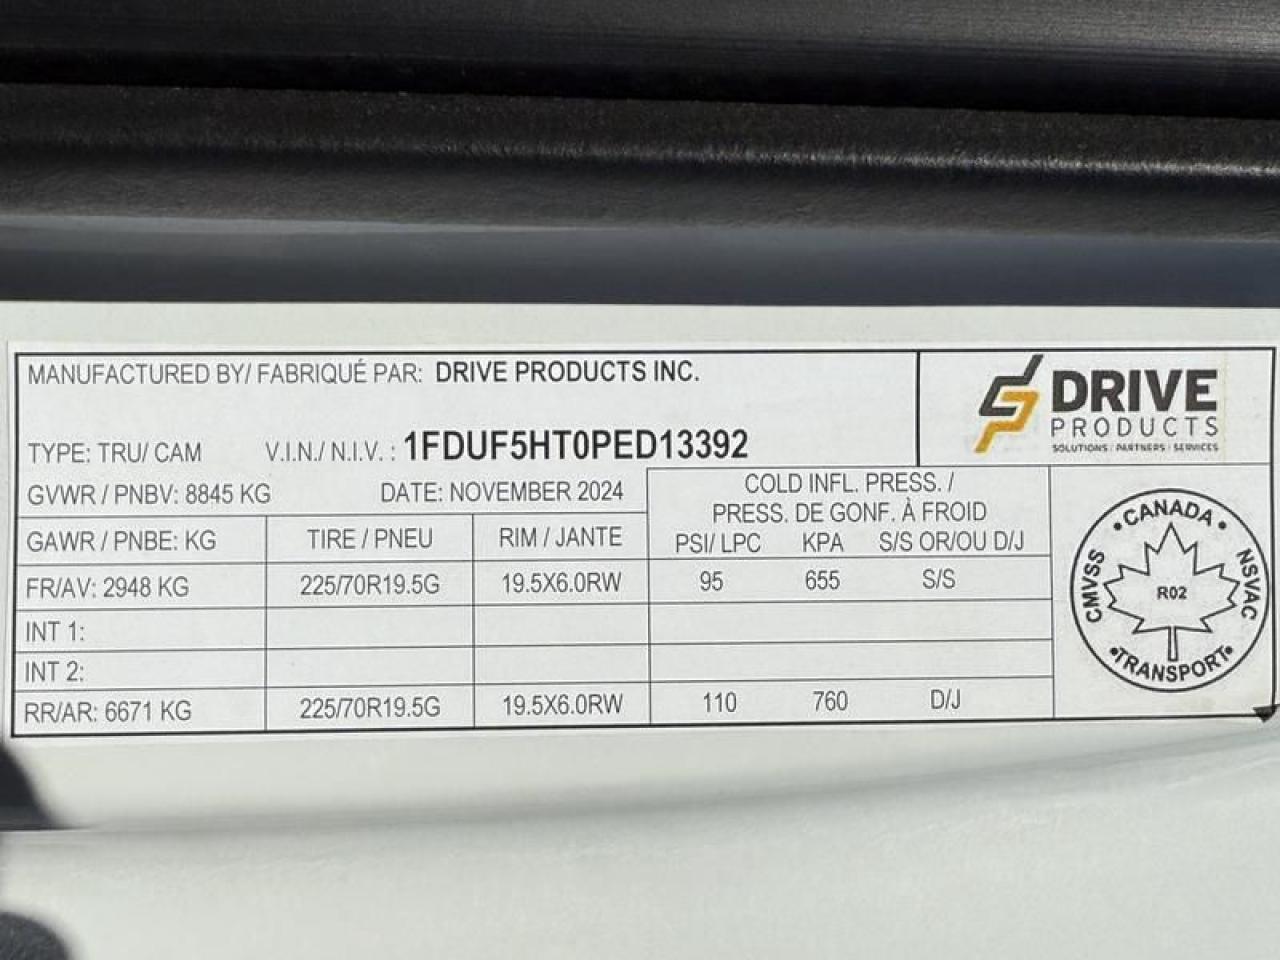 MANUFACTURED BY/ FABRIQUÉ PAR: DRIVE PRODUCTS INC.
DRIVE
PRODUCTS
SOLUTIONS | PARTNERS | SERVICES
TYPE: TRU/ CAM V.I.N./ N.I.V. : 1FDUF5HT0PED13392
GVWR / PNBV: 8845 KG DATE: NOVEMBER 2024
COLD INFL. PRESS. /
PRESS. DE GONF. À FROID
GAWR / PNBE: KG TIRE / PNEU RIM / JANTE PSI/ LPC KPA S/S OR/OU D/J
FR/AV: 2948 KG 225/70R19.5G 19.5X6.0RW 95 655 S/S
INT 1:
INT 2:
RR/AR: 6671 KG 225/70R19.5G 19.5X6.0RW 110 760 D/J
• CANADA •
CMVSS
NSVAC
R02
• TRANSPORT •